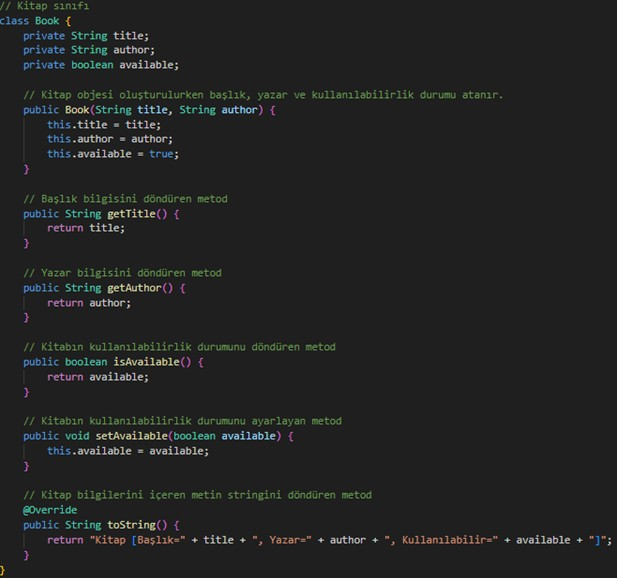 // Kitap sınıfı
class Book {
    private String title;
    private String author;
    private boolean available;

    // Kitap objesi oluşturulurken başlık, yazar ve kullanılabilirlik durumu atanır.
    public Book(String title, String author) {
        this.title = title;
        this.author = author;
        this.available = true;
    }

    // Başlık bilgisini döndüren metod
    public String getTitle() {
        return title;
    }

    // Yazar bilgisini döndüren metod
    public String getAuthor() {
        return author;
    }

    // Kitabın kullanılabilirlik durumunu döndüren metod
    public boolean isAvailable() {
        return available;
    }

    // Kitabın kullanılabilirlik durumunu ayarlayan metod
    public void setAvailable(boolean available) {
        this.available = available;
    }

    // Kitap bilgilerini içeren metin stringini döndüren metod
    @Override
    public String toString() {
        return "Kitap [Başlık=" + title + ", Yazar=" + author + ", Kullanılabilir=" + available + "]";
    }
}